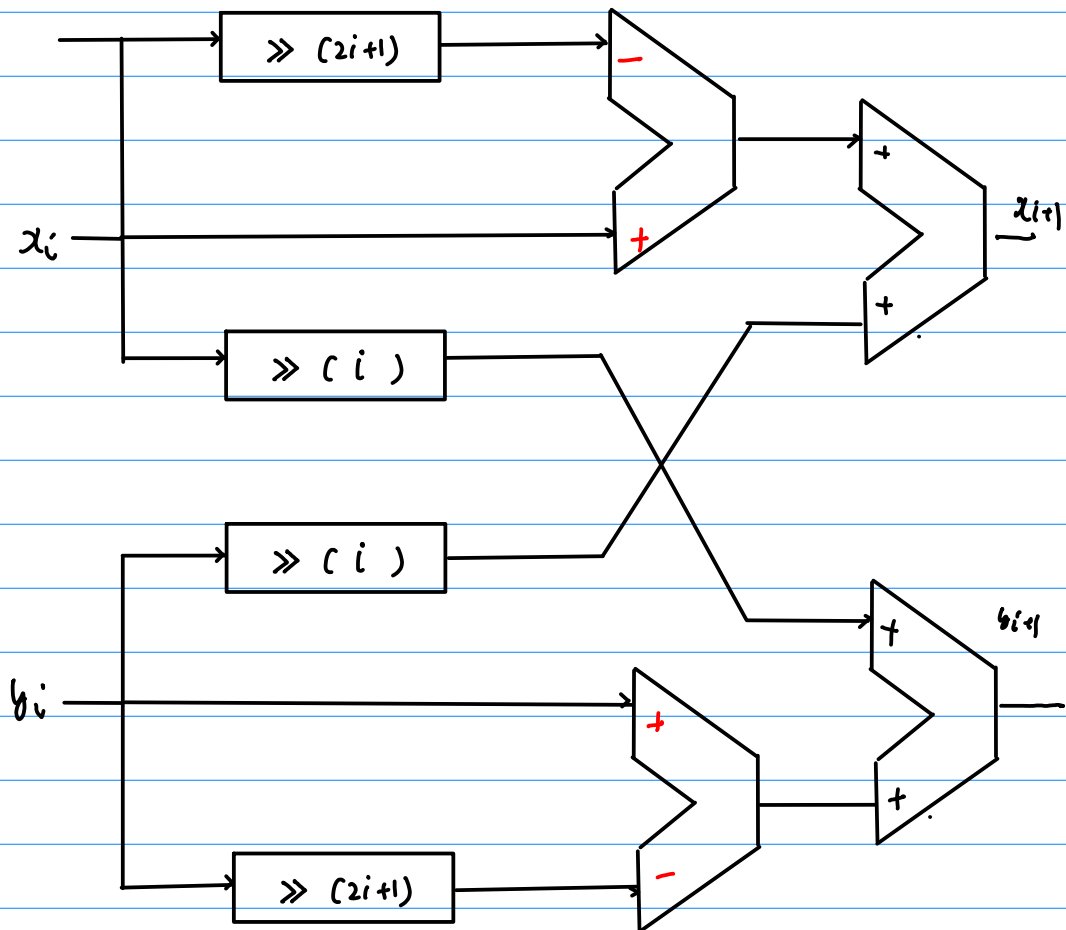 ≫ (2i+1)
−
+
x_{i+1}
x_i
+
+
≫ ( i )
≫ ( i )
+
y_{i+1}
y_i
+
+
≫ (2i+1)
−